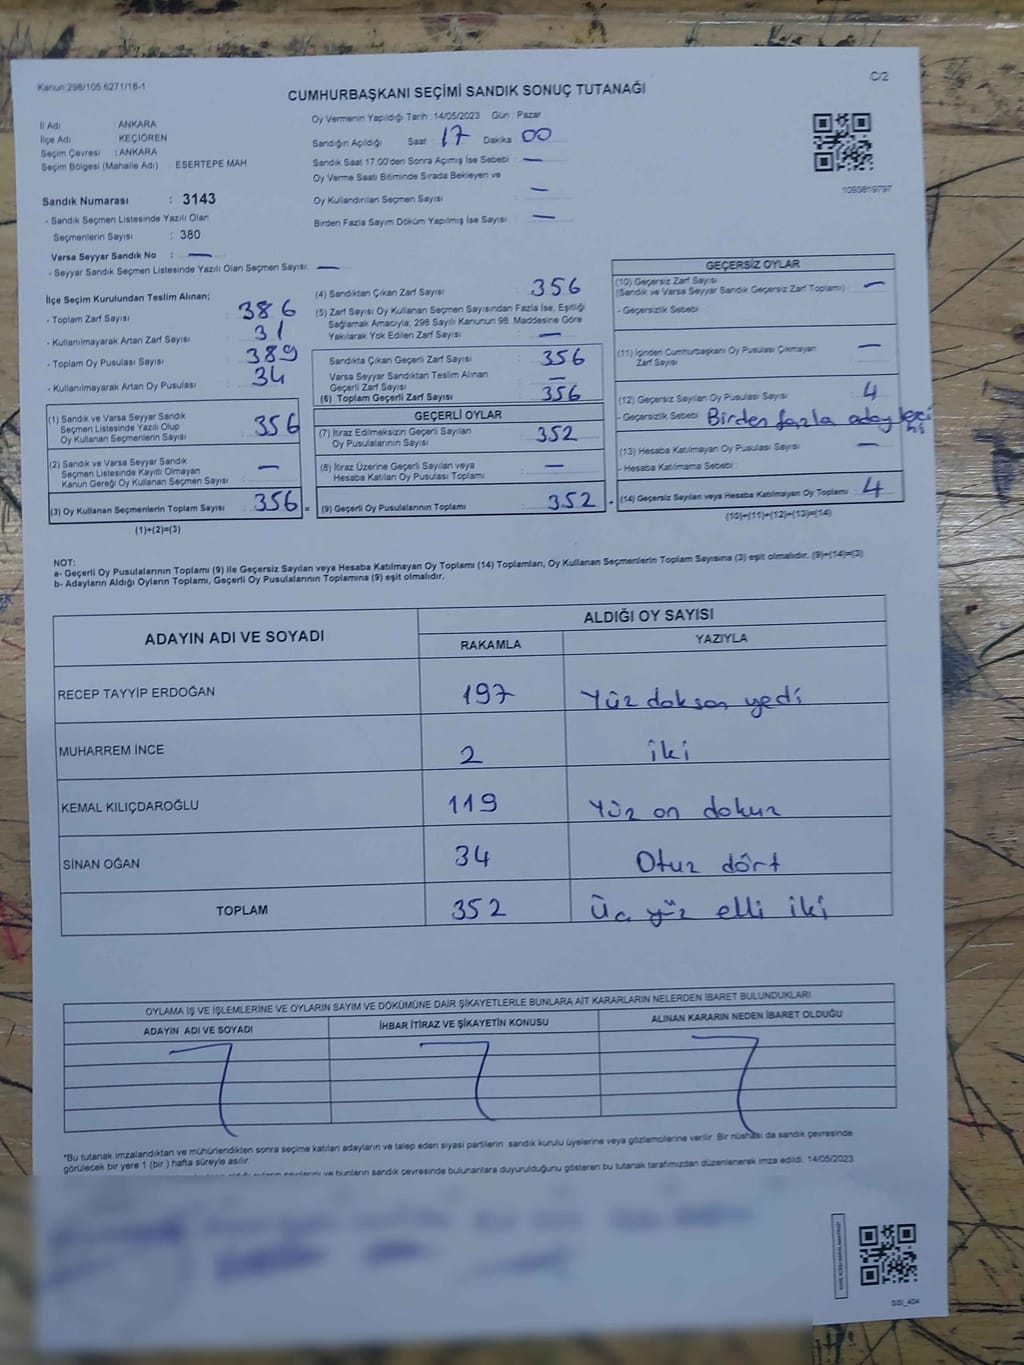 Kanun:298/105,6271/18-1
C/2
CUMHURBAŞKANI SEÇİMİ SANDIK SONUÇ TUTANAĞI
İl Adı : ANKARA
İlçe Adı : KEÇİÖREN
Seçim Çevresi : ANKARA
Seçim Bölgesi (Mahalle Adı) : ESERTEPE MAH
Sandık Numarası : 3143
- Sandık Seçmen Listesinde Yazılı Olan
Seçmenlerin Sayısı : 380
Varsa Seyyar Sandık No : —
- Seyyar Sandık Seçmen Listesinde Yazılı Olan Seçmen Sayısı : —
Oy Vermenin Yapıldığı Tarih : 14/05/2023 Gün : Pazar
Sandığın Açıldığı Saat 17 Dakika 00
Sandık Saat 17.00'den Sonra Açımış İse Sebebi : —
Oy Verme Saati Bitiminde Sırada Bekleyen ve
Oy Kullandırılan Seçmen Sayısı : —
Birden Fazla Sayım Döküm Yapılmış İse Sayısı : —
1093819797
İlçe Seçim Kurulundan Teslim Alınan;
- Toplam Zarf Sayısı : 386
- Kullanılmayarak Artan Zarf Sayısı : 31
- Toplam Oy Pusulası Sayısı : 389
- Kullanılmayarak Artan Oy Pusulası : 34
(1) Sandık ve Varsa Seyyar Sandık
Seçmen Listesinde Yazılı Olup
Oy Kullanan Seçmenlerin Sayısı : 356
(2) Sandık ve Varsa Seyyar Sandık
Seçmen Listesinde Kayıtlı Olmayan
Kanun Gereği Oy Kullanan Seçmen Sayısı : —
(3) Oy Kullanan Seçmenlerin Toplam Sayısı : 356 =
(1)+(2)=(3)
(4) Sandıktan Çıkan Zarf Sayısı : 356
(5) Zarf Sayısı Oy Kullanan Seçmen Sayısından Fazla İse, Eşitliği
Sağlamak Amacıyla, 298 Sayılı Kanunun 98. Maddesine Göre
Yakılarak Yok Edilen Zarf Sayısı : —
Sandıkta Çıkan Geçerli Zarf Sayısı : 356
Varsa Seyyar Sandıktan Teslim Alınan
Geçerli Zarf Sayısı : —
(6) Toplam Geçerli Zarf Sayısı : 356
GEÇERLİ OYLAR
(7) İtiraz Edilmeksizin Geçerli Sayılan
Oy Pusulalarının Sayısı : 352
(8) İtiraz Üzerine Geçerli Sayılan veya
Hesaba Katılan Oy Pusulası Toplamı : —
(9) Geçerli Oy Pusulalarının Toplamı : 352 +
GEÇERSİZ OYLAR
(10) Geçersiz Zarf Sayısı
(Sandık ve Varsa Seyyar Sandık Geçersiz Zarf Toplamı) : —
- Geçersizlik Sebebi :
(11) İçinden Cumhurbaşkanı Oy Pusulası Çıkmayan
Zarf Sayısı : —
(12) Geçersiz Sayılan Oy Pusulası Sayısı : 4
- Geçersizlik Sebebi : Birden fazla aday
(13) Hesaba Katılmayan Oy Pusulası Sayısı : —
- Hesaba Katılmama Sebebi :
(14) Geçersiz Sayılan veya Hesaba Katılmayan Oy Toplamı : 4
(10)+(11)+(12)+(13)=(14)
NOT:
a- Geçerli Oy Pusulalarının Toplamı (9) ile Geçersiz Sayılan veya Hesaba Katılmayan Oy Toplamı (14) Toplamları, Oy Kullanan Seçmenlerin Toplam Sayısına (3) eşit olmalıdır. (9)+(14)=(3)
b- Adayların Aldığı Oyların Toplamı, Geçerli Oy Pusulalarının Toplamına (9) eşit olmalıdır.
ADAYIN ADI VE SOYADI
ALDIĞI OY SAYISI
RAKAMLA YAZIYLA
RECEP TAYYİP ERDOĞAN 197 Yüz doksan yedi
MUHARREM İNCE 2 iki
KEMAL KILIÇDAROĞLU 119 Yüz on dokuz
SİNAN OĞAN 34 Otuz dört
TOPLAM 352 Üç yüz elli iki
OYLAMA İŞ VE İŞLEMLERİNE VE OYLARIN SAYIM VE DÖKÜMÜNE DAİR ŞİKAYETLERLE BUNLARA AİT KARARLARIN NELERDEN İBARET BULUNDUKLARI
ADAYIN ADI VE SOYADI İHBAR İTİRAZ VE ŞİKAYETİN KONUSU ALINAN KARARIN NEDEN İBARET OLDUĞU
*Bu tutanak imzalandıktan ve mühürlendikten sonra seçime katılan adayların ve talep eden siyasi partilerin sandık kurulu üyelerine veya gözlemcilerine verilir. Bir nüshası da sandık çevresinde
görülecek bir yere 1 (bir) hafta süreyle asılır.
sayılarını ve bunların sandık çevresinde bulunanlara duyurulduğunu gösteren bu tutanak tarafımızdan düzenlenerek imza edildi. 14/05/2023
SSI_404